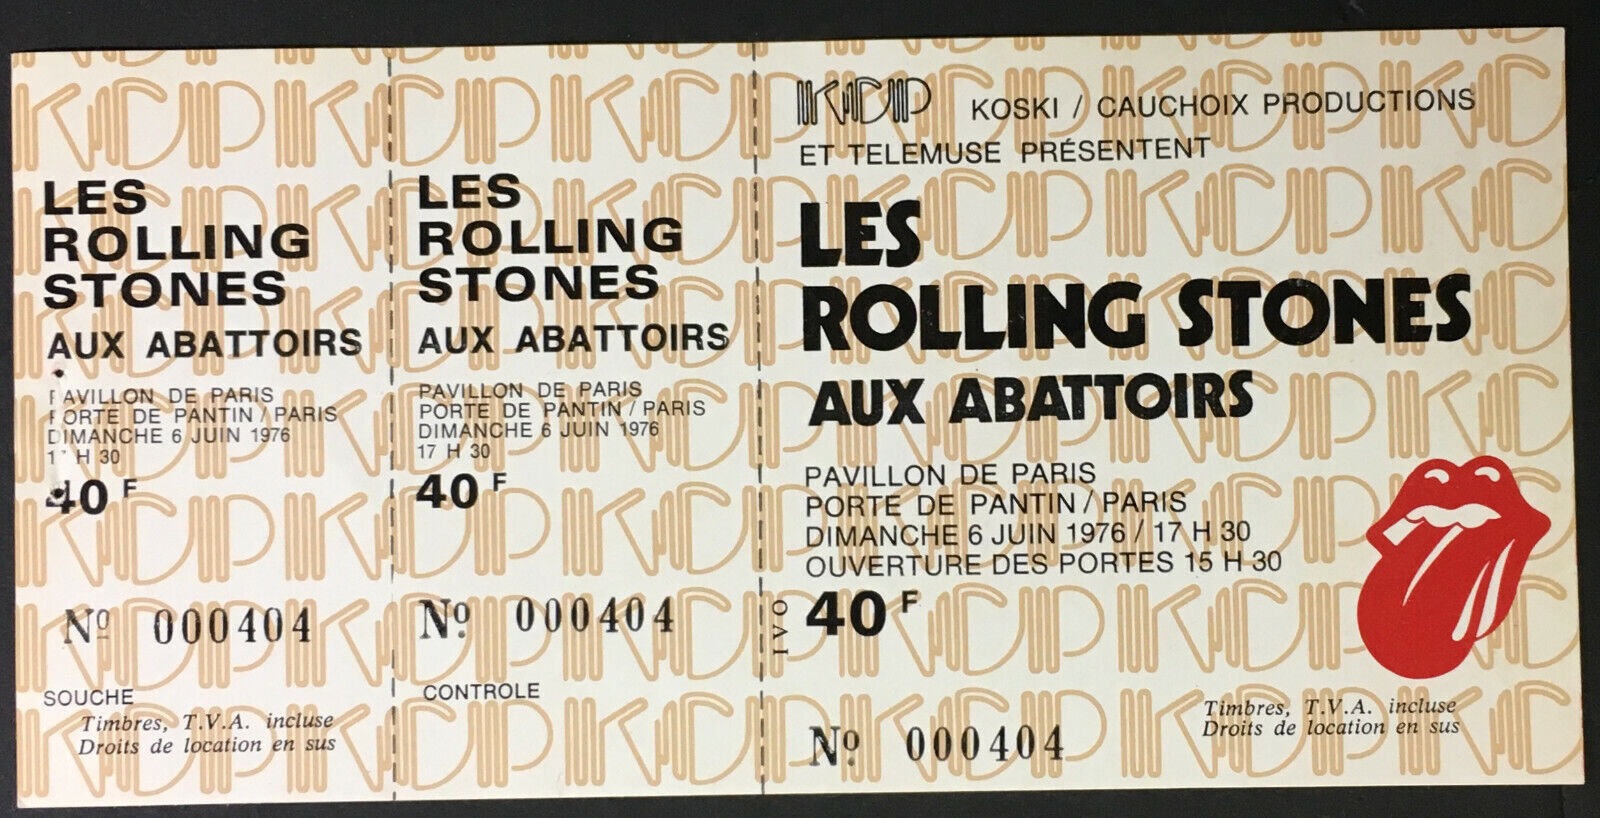 LES
ROLLING
STONES
AUX ABATTOIRS
AVILLON DE PARIS
ORTE DE PANTIN / PARIS
DIMANCHE 6 JUIN 1976
H 30
40 F
Nº 000404
SOUCHE
Timbres, T.V.A. incluse
Droits de location en sus
LES
ROLLING
STONES
AUX ABATTOIRS
PAVILLON DE PARIS
PORTE DE PANTIN / PARIS
DIMANCHE 6 JUIN 1976
17 H 30
40 F
Nº 000404
CONTROLE
KCP KOSKI / CAUCHOIX PRODUCTIONS
ET TELEMUSE PRÉSENTENT
LES
ROLLING STONES
AUX ABATTOIRS
PAVILLON DE PARIS
PORTE DE PANTIN / PARIS
DIMANCHE 6 JUIN 1976 / 17 H 30
OUVERTURE DES PORTES 15 H 30
IVO
40 F
Nº 000404
Timbres, T.V.A. incluse
Droits de location en sus